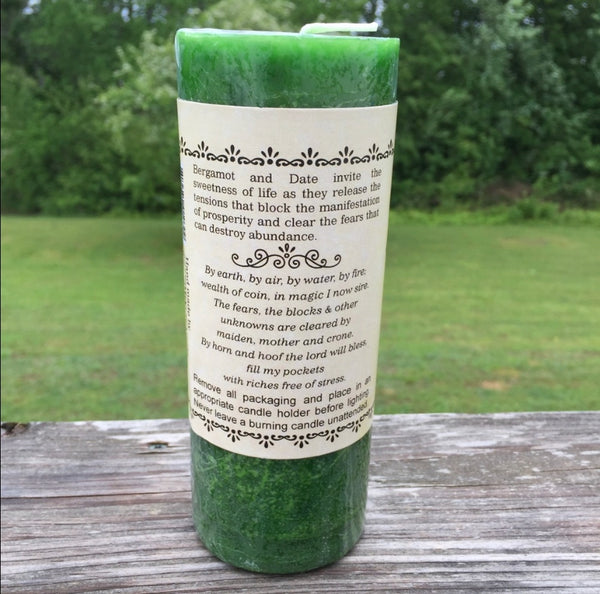 Bergamot and Date invite the
sweetness of life as they release the
tensions that block the manifestation
of prosperity and clear the fears that
can destroy abundance.
By earth, by air, by water, by fire;
wealth of coin, in magic I now sire.
The fears, the blocks & other
unknowns are cleared by
maiden, mother and crone.
By horn and hoof the lord will bless,
fill my pockets
with riches free of stress.
Remove all packaging and place in an
appropriate candle holder before lighting.
Never leave a burning candle unattended.